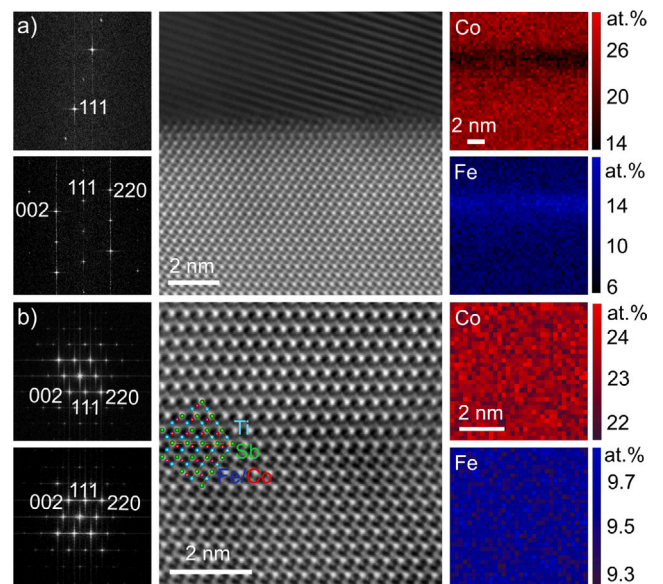 a)
111
002
111
220
2 nm
Co
2 nm
at.%
26
20
14
Fe
at.%
14
10
6
b)
002
111
220
002
111
220
Ti
Sb
Fe/Co
2 nm
Co
2 nm
at.%
24
23
22
Fe
at.%
9.7
9.5
9.3